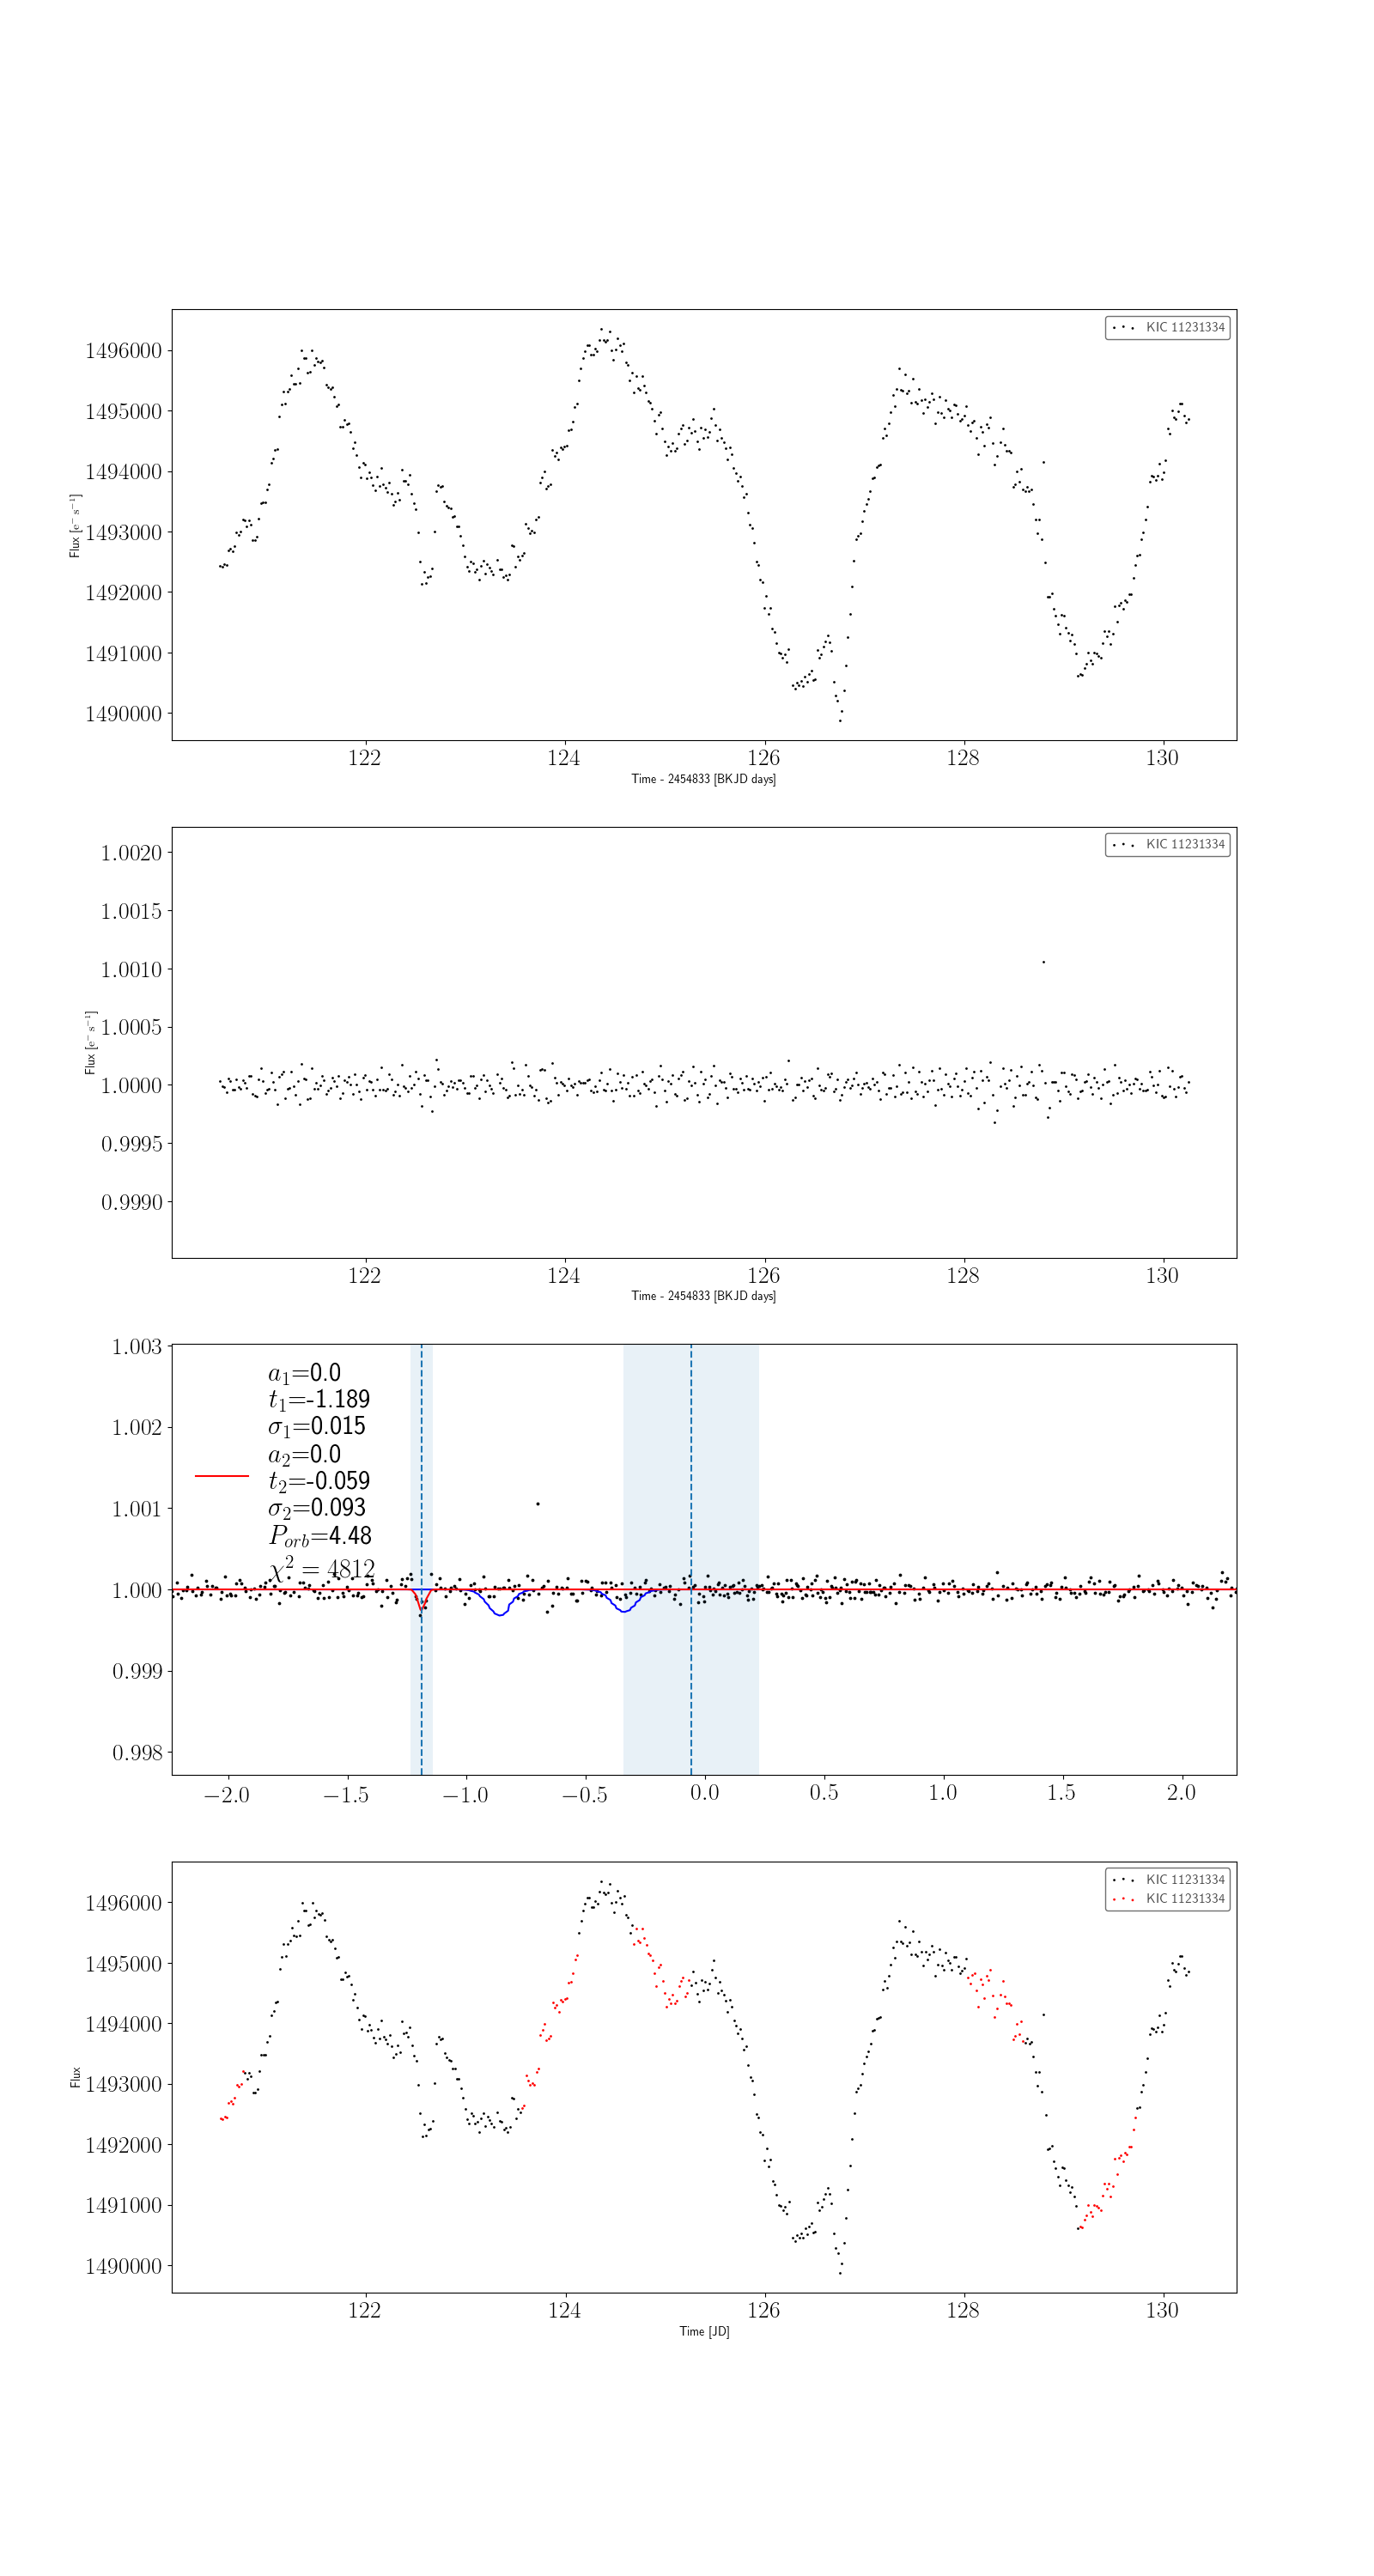 KIC 11231334
1496000
1495000
1494000
1493000
1492000
1491000
1490000
Flux [e⁻ s⁻¹]
122 124 126 128 130
Time - 2454833 [BKJD days]
KIC 11231334
1.0020
1.0015
1.0010
1.0005
1.0000
0.9995
0.9990
Flux [e⁻ s⁻¹]
122 124 126 128 130
Time - 2454833 [BKJD days]
1.003
1.002
1.001
1.000
0.999
0.998
a₁=0.0
t₁=-1.189
σ₁=0.015
a₂=0.0
t₂=-0.059
σ₂=0.093
P_orb=4.48
χ² = 4812
−2.0 −1.5 −1.0 −0.5 0.0 0.5 1.0 1.5 2.0
KIC 11231334
KIC 11231334
1496000
1495000
1494000
1493000
1492000
1491000
1490000
Flux
122 124 126 128 130
Time [JD]